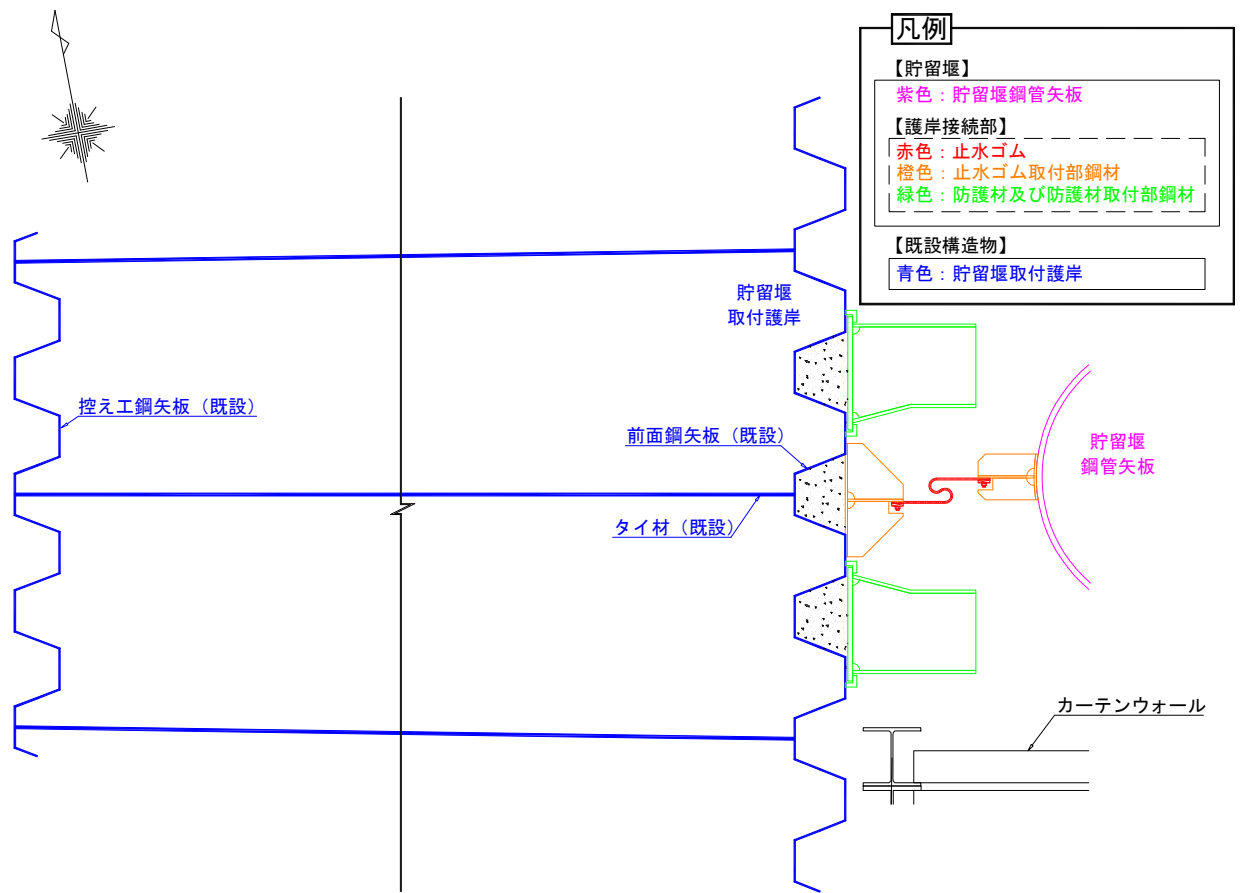 凡例
【貯留堰】
紫色：貯留堰鋼管矢板
【護岸接続部】
赤色：止水ゴム
橙色：止水ゴム取付部鋼材
緑色：防護材及び防護材取付部鋼材
【既設構造物】
青色：貯留堰取付護岸
貯留堰
取付護岸
控え工鋼矢板（既設）
前面鋼矢板（既設）
貯留堰
鋼管矢板
タイ材（既設）
カーテンウォール